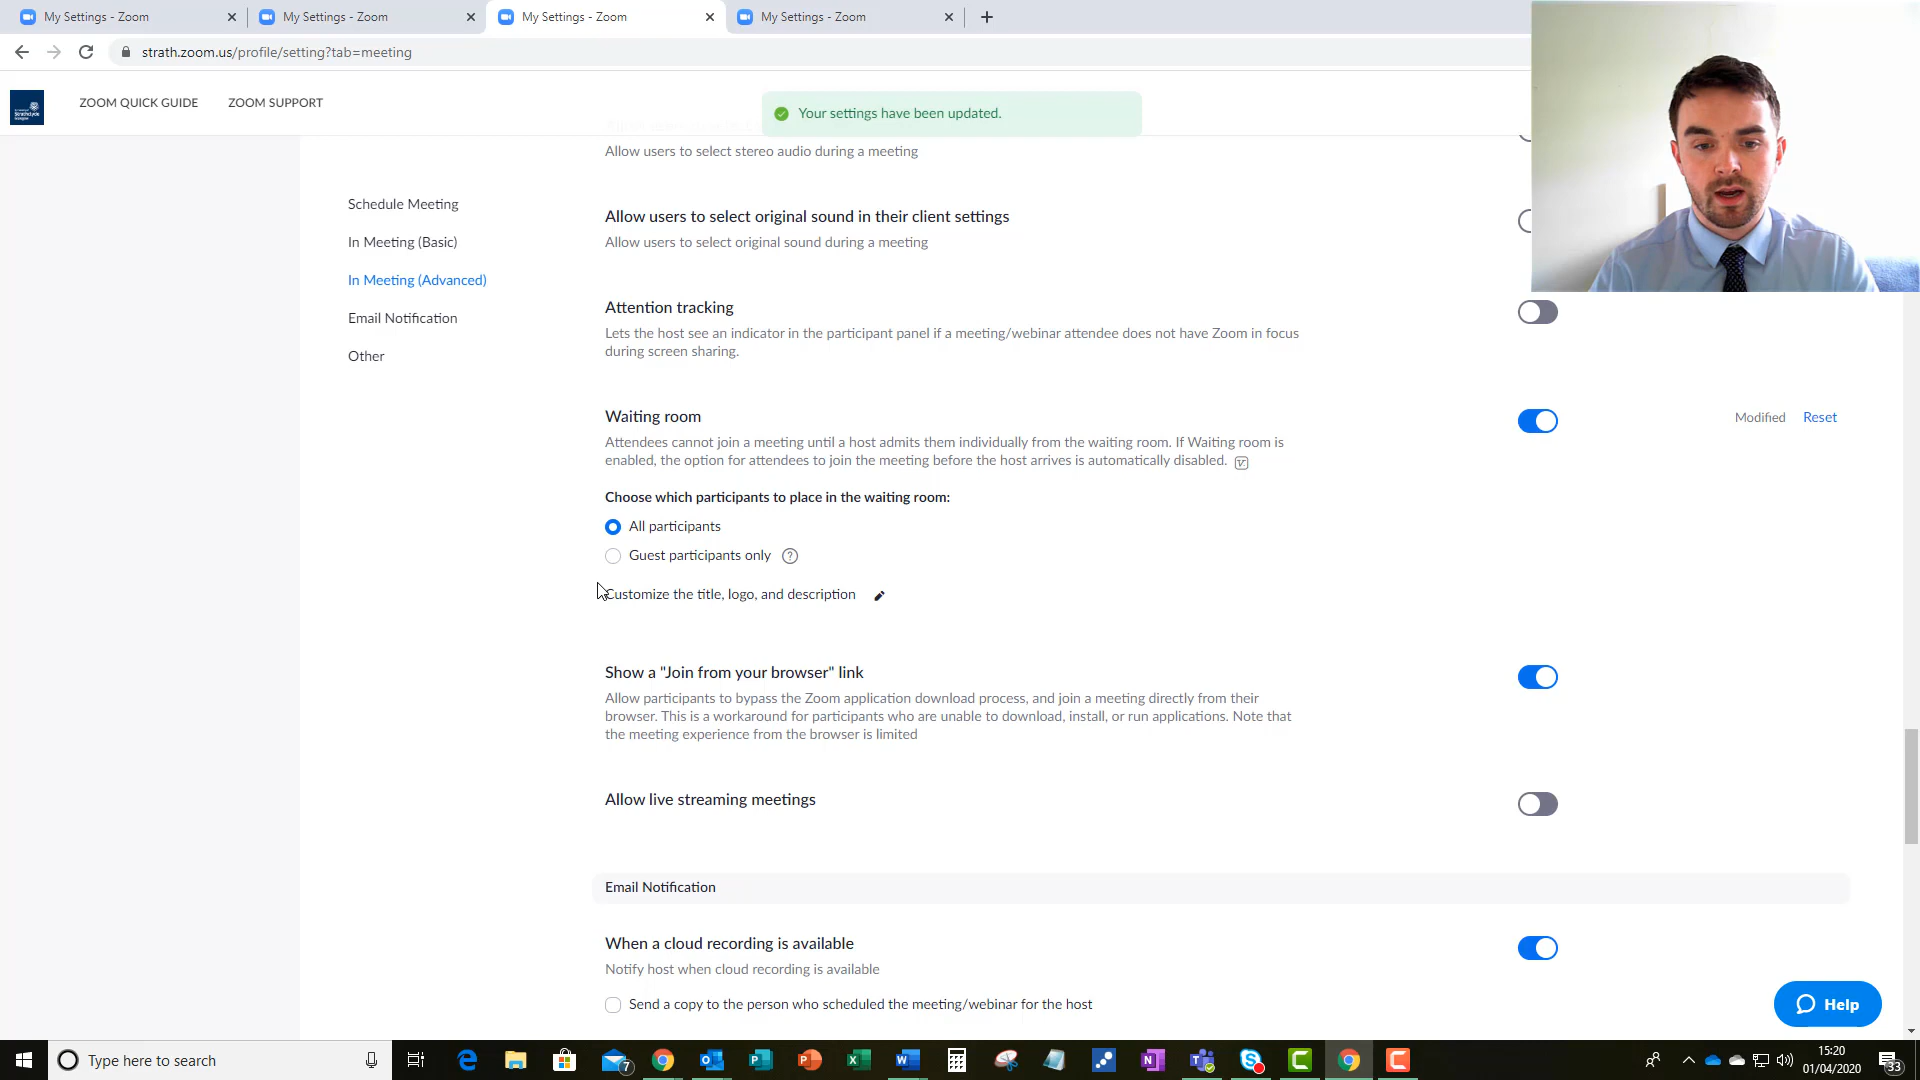 My Settings - Zoom
My Settings - Zoom
My Settings - Zoom
My Settings - Zoom
strath.zoom.us/profile/setting?tab=meeting
ZOOM QUICK GUIDE
ZOOM SUPPORT
Your settings have been updated.
Allow users to select stereo audio during a meeting
Schedule Meeting
In Meeting (Basic)
In Meeting (Advanced)
Email Notification
Other
Allow users to select original sound in their client settings
Allow users to select original sound during a meeting
Attention tracking
Lets the host see an indicator in the participant panel if a meeting/webinar attendee does not have Zoom in focus
during screen sharing.
Waiting room
Modified Reset
Attendees cannot join a meeting until a host admits them individually from the waiting room. If Waiting room is
enabled, the option for attendees to join the meeting before the host arrives is automatically disabled.
Choose which participants to place in the waiting room:
All participants
Guest participants only
Customize the title, logo, and description
Show a "Join from your browser" link
Allow participants to bypass the Zoom application download process, and join a meeting directly from their
browser. This is a workaround for participants who are unable to download, install, or run applications. Note that
the meeting experience from the browser is limited
Allow live streaming meetings
Email Notification
When a cloud recording is available
Notify host when cloud recording is available
Send a copy to the person who scheduled the meeting/webinar for the host
Help
Type here to search
7
15:20
01/04/2020
33